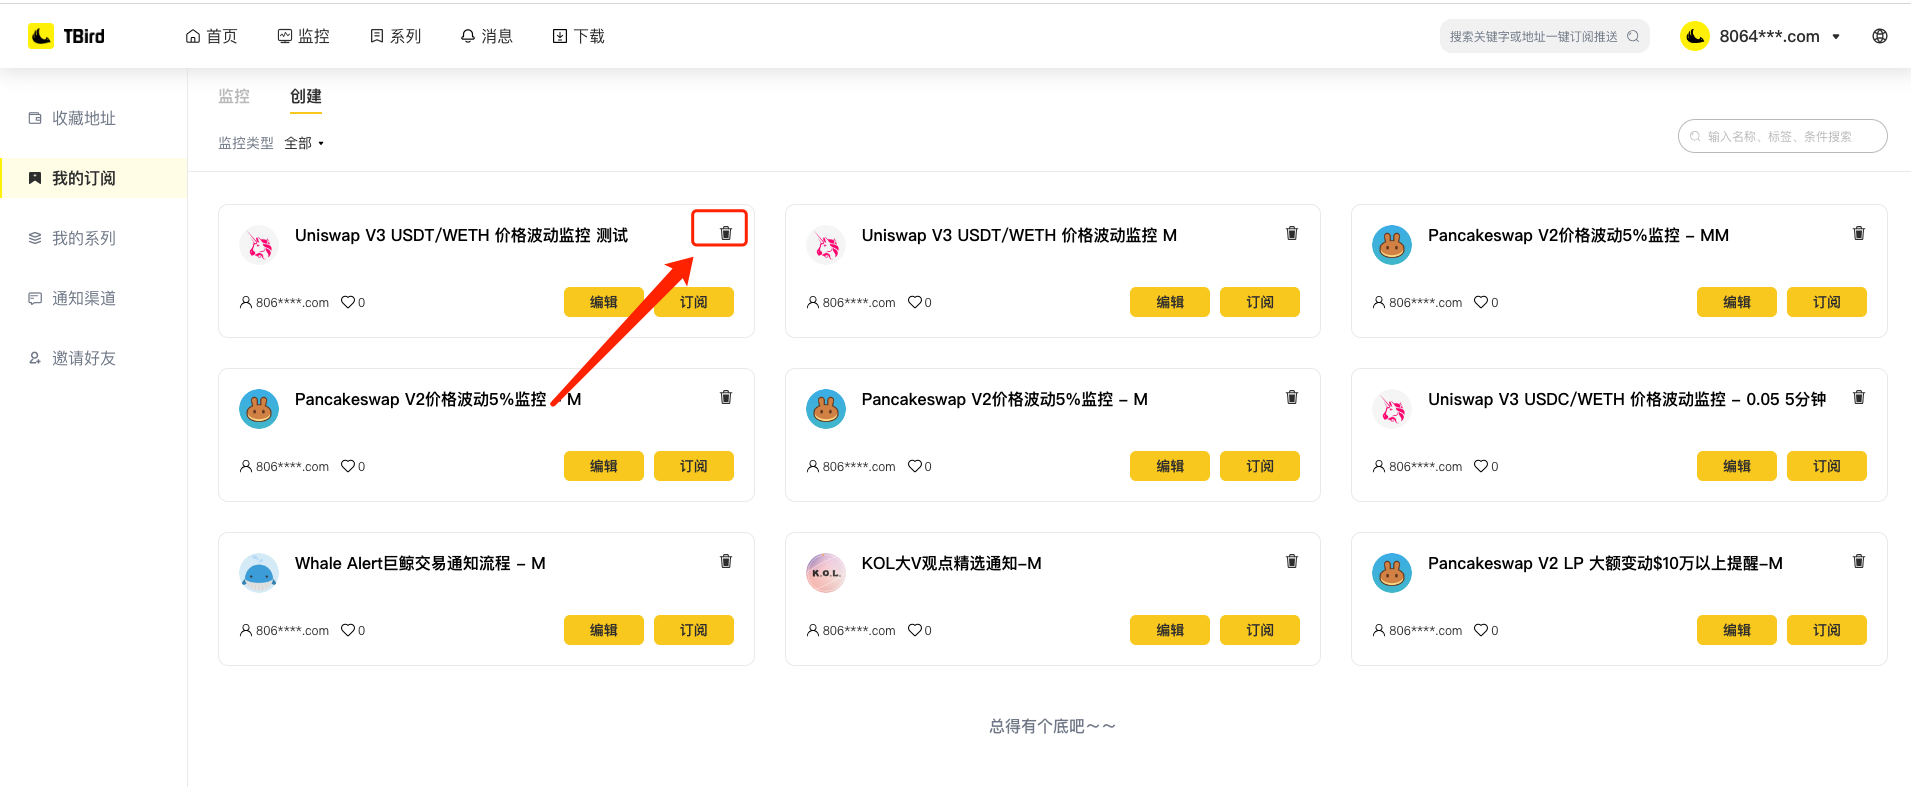 TBird
首页
监控
系列
消息
下载
搜索关键字或地址一键订阅推送
8064***.com
收藏地址
我的订阅
我的系列
通知渠道
邀请好友
监控
创建
监控类型 全部
输入名称、标签、条件搜索
Uniswap V3 USDT/WETH 价格波动监控 测试
806****.com 0
编辑
订阅
Uniswap V3 USDT/WETH 价格波动监控 M
806****.com 0
编辑
订阅
Pancakeswap V2价格波动5%监控 – MM
806****.com 0
编辑
订阅
Pancakeswap V2价格波动5%监控 – M
806****.com 0
编辑
订阅
Pancakeswap V2价格波动5%监控 – M
806****.com 0
编辑
订阅
Uniswap V3 USDC/WETH 价格波动监控 – 0.05 5分钟
806****.com 0
编辑
订阅
Whale Alert巨鲸交易通知流程 – M
806****.com 0
编辑
订阅
K.O.L.
KOL大V观点精选通知–M
806****.com 0
编辑
订阅
Pancakeswap V2 LP 大额变动$10万以上提醒–M
806****.com 0
编辑
订阅
总得有个底吧～～